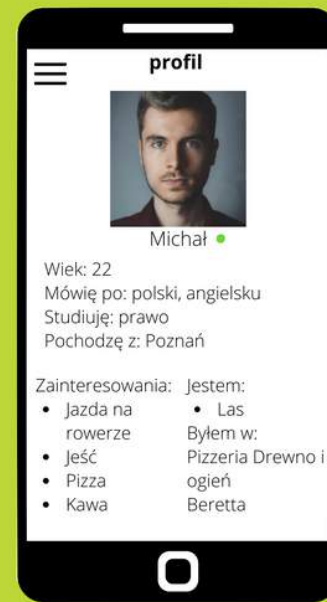 profil
Michał
Wiek: 22
Mówię po: polski, angielsku
Studiuję: prawo
Pochodzę z: Poznań
Zainteresowania:
• Jazda na
rowerze
• Jeść
• Pizza
• Kawa
Jestem:
• Las
Byłem w:
Pizzeria Drewno i
ogień
Beretta